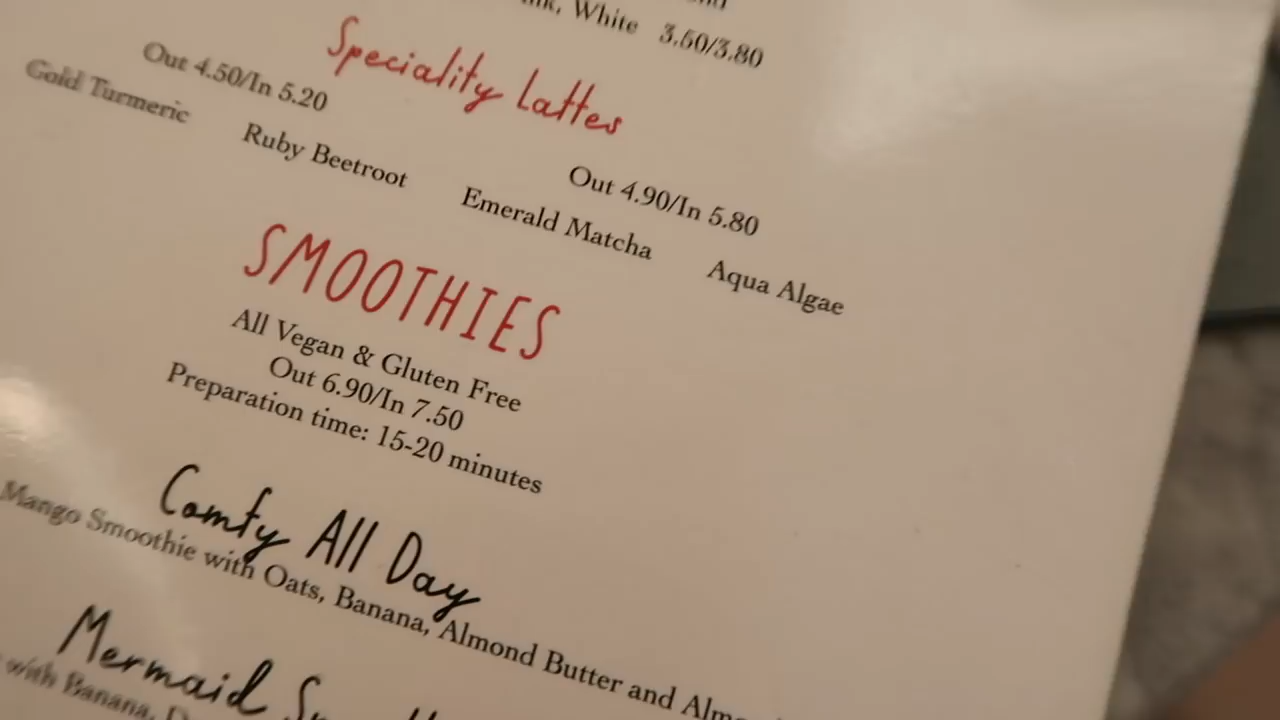 White 3.50/3.80
Speciality Lattes
Out 4.50/In 5.20
Gold Turmeric Ruby Beetroot
Out 4.90/In 5.80
Emerald Matcha Aqua Algae
SMOOTHIES
All Vegan & Gluten Free
Out 6.90/In 7.50
Preparation time: 15-20 minutes
Comfy All Day
Mango Smoothie with Oats, Banana, Almond Butter and
Mermaid
with Banana,